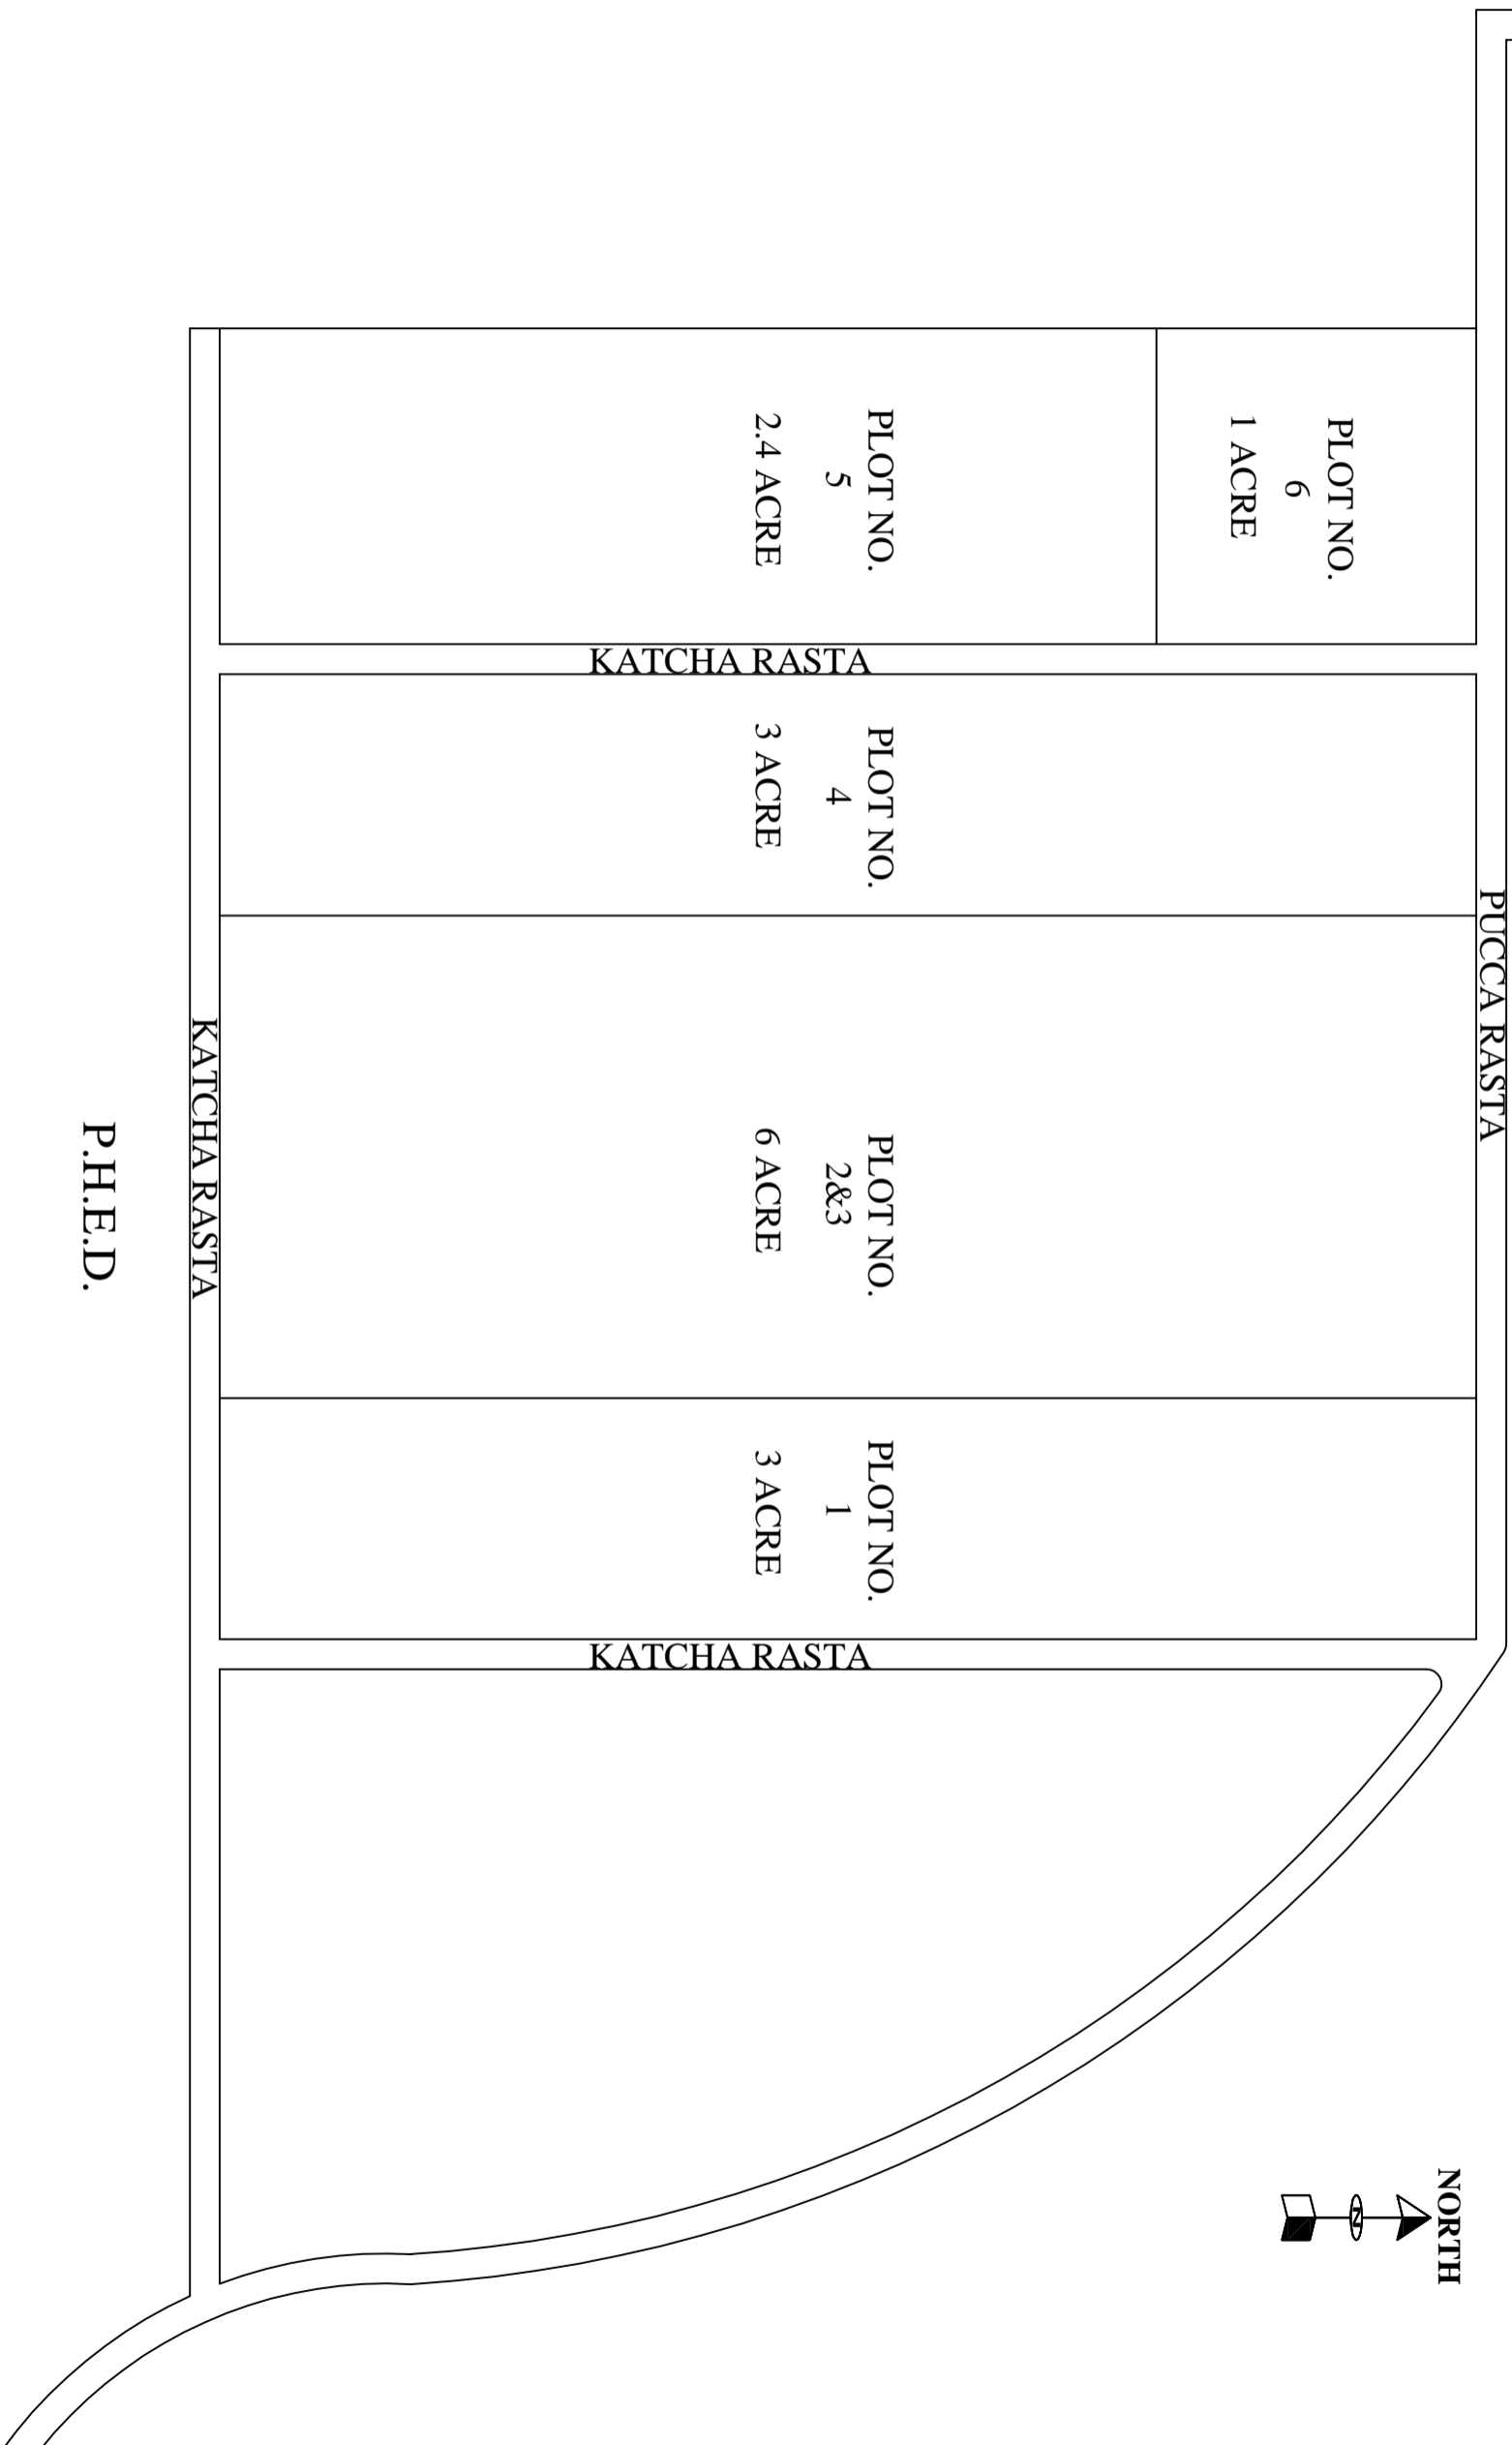 PLOT NO.
6
1 ACRE
PLOT NO.
5
2.4 ACRE
KATCHA RASTA
PLOT NO.
4
3 ACRE
PUCCA RASTA
PLOT NO.
2&3
6 ACRE
KATCHA RASTA
P.H.E.D.
PLOT NO.
1
3 ACRE
KATCHA RASTA
NORTH
N